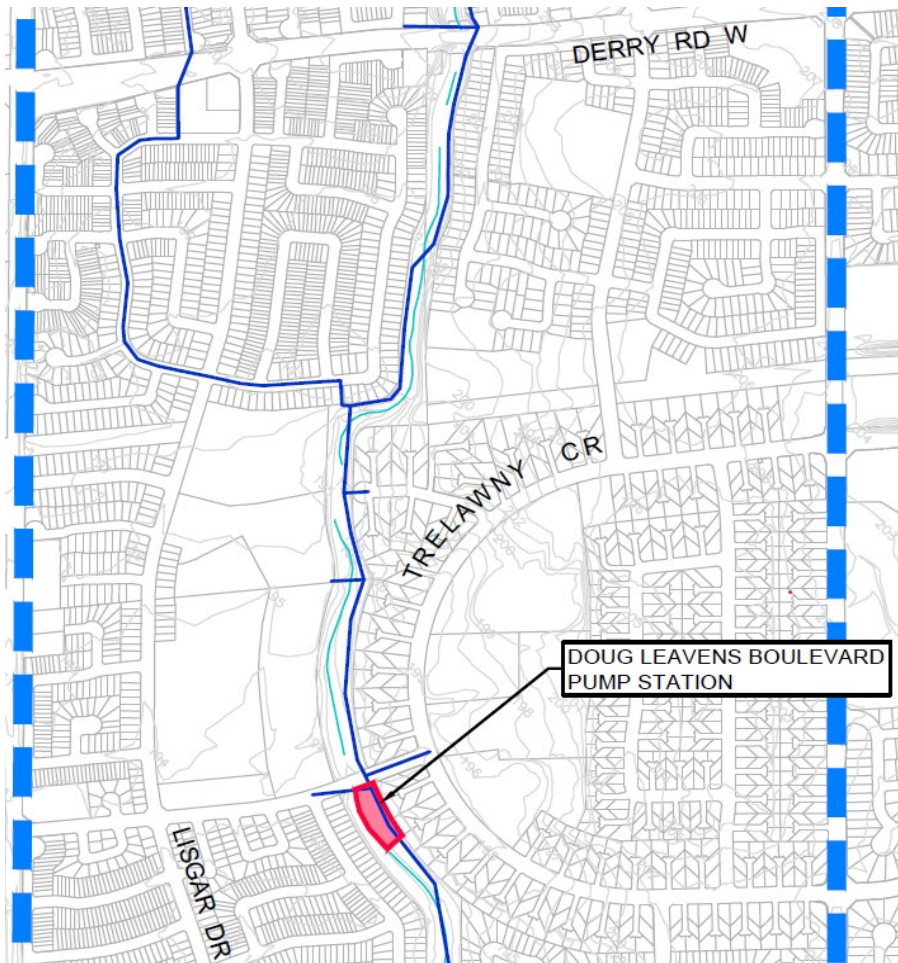 DERRY RD W
TRELAWNY CR
DOUG LEAVENS BOULEVARD
PUMP STATION
LISGAR DR